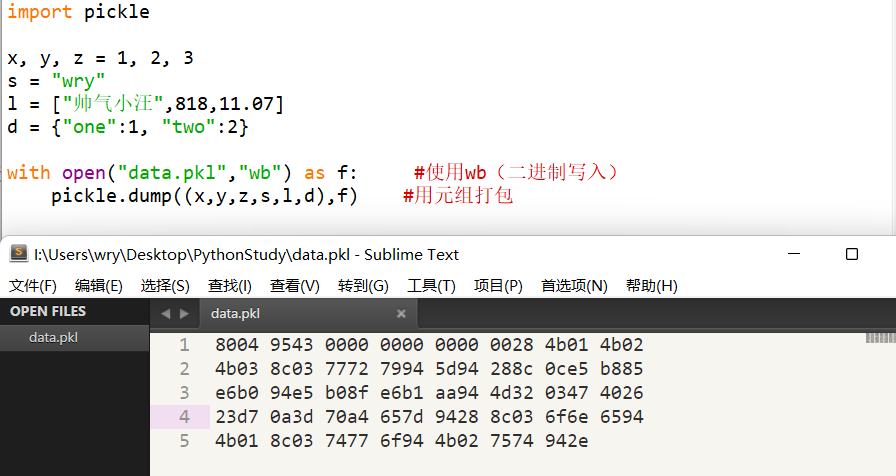 import pickle
x, y, z = 1, 2, 3
s = "wry"
l = ["帅气小汪",818,11.07]
d = {"one":1, "two":2}
with open("data.pkl","wb") as f: #使用wb（二进制写入）
pickle.dump((x,y,z,s,l,d),f) #用元组打包
I:\Users\wry\Desktop\PythonStudy\data.pkl - Sublime Text
文件(F) 编辑(E) 选择(S) 查找(I) 查看(V) 转到(G) 工具(T) 项目(P) 首选项(N) 帮助(H)
OPEN FILES
data.pkl
data.pkl
1 8004 9543 0000 0000 0000 0028 4b01 4b02
2 4b03 8c03 7772 7994 5d94 288c 0ce5 b885
3 e6b0 94e5 b08f e6b1 aa94 4d32 0347 4026
4 23d7 0a3d 70a4 657d 9428 8c03 6f6e 6594
5 4b01 8c03 7477 6f94 4b02 7574 942e